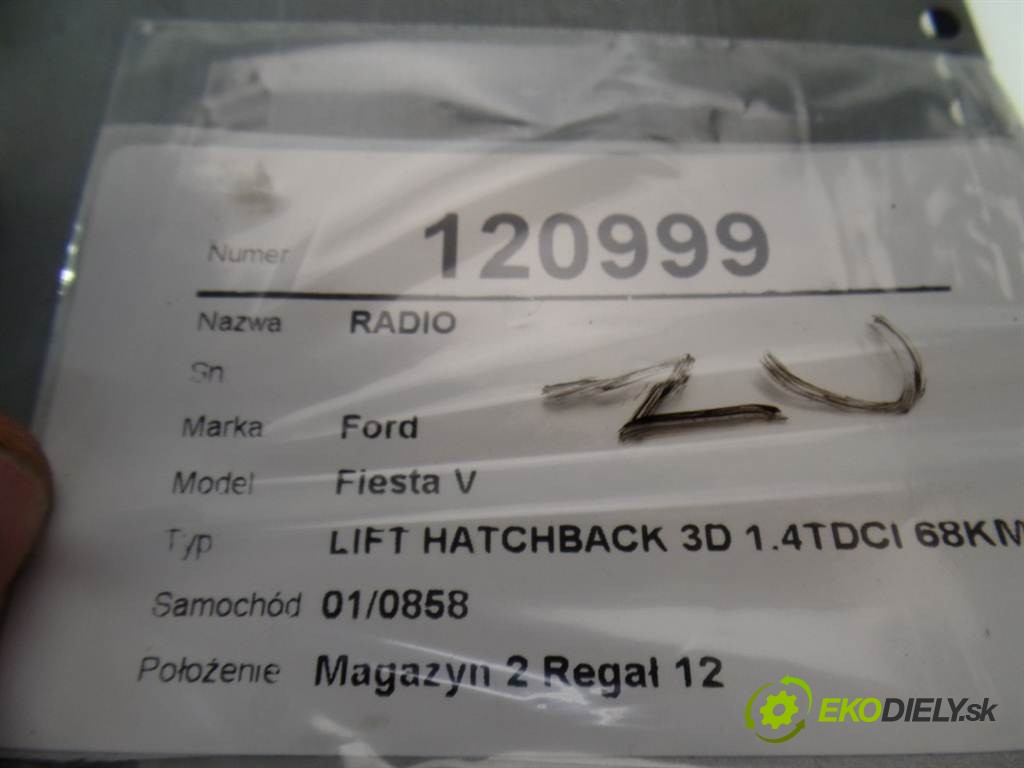 Numer 120999
Nazwa RADIO
Sn
Marka Ford
Model Fiesta V
Typ LIFT HATCHBACK 3D 1.4TDCI 68KM
Samochód 01/0858
Położenie Magazyn 2 Regał 12
EKODIELY.sk